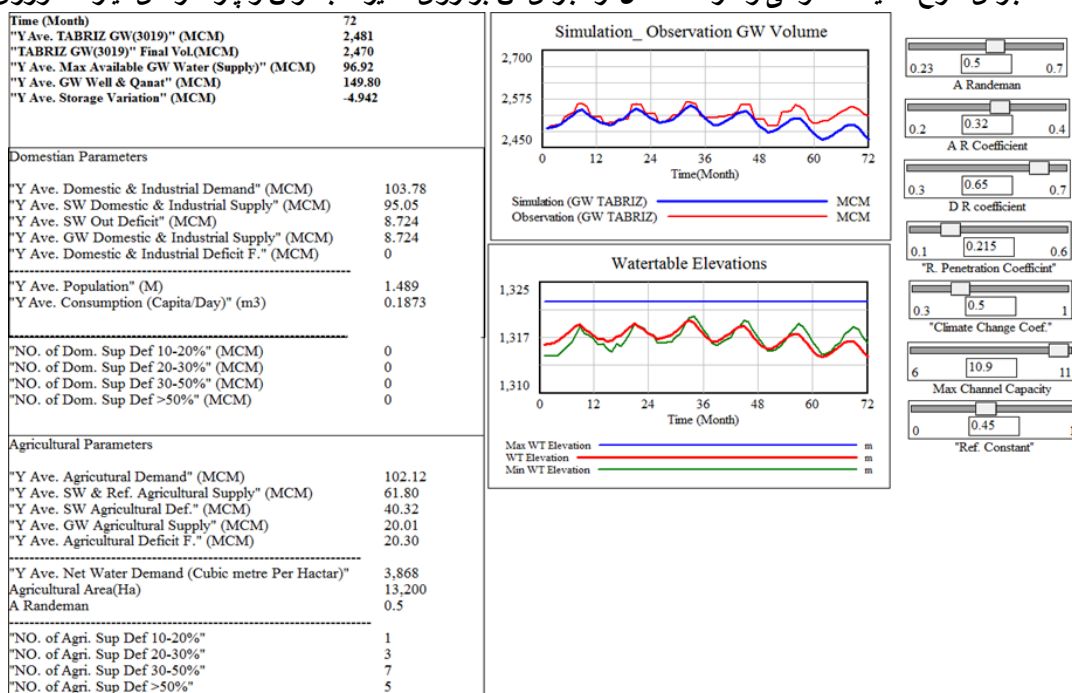 Time (Month) 72
"Y Ave. TABRIZ GW(3019)" (MCM) 2,481
"TABRIZ GW(3019)" Final Vol.(MCM) 2,470
"Y Ave. Max Available GW Water (Supply)" (MCM) 96.92
"Y Ave. GW Well & Qanat" (MCM) 149.80
"Y Ave. Storage Variation" (MCM) -4.942
Domestian Parameters
"Y Ave. Domestic & Industrial Demand" (MCM) 103.78
"Y Ave. SW Domestic & Industrial Supply" (MCM) 95.05
"Y Ave. SW Out Deficit" (MCM) 8.724
"Y Ave. GW Domestic & Industrial Supply" (MCM) 8.724
"Y Ave. Domestic & Industrial Deficit F." (MCM) 0
"Y Ave. Population" (M) 1.489
"Y Ave. Consumption (Capita/Day)" (m3) 0.1873
"NO. of Dom. Sup Def 10-20%" (MCM) 0
"NO. of Dom. Sup Def 20-30%" (MCM) 0
"NO. of Dom. Sup Def 30-50%" (MCM) 0
"NO. of Dom. Sup Def >50%" (MCM) 0
Agricultural Parameters
"Y Ave. Agricutural Demand" (MCM) 102.12
"Y Ave. SW & Ref. Agricultural Supply" (MCM) 61.80
"Y Ave. SW Agricultural Def." (MCM) 40.32
"Y Ave. GW Agricultural Supply" (MCM) 20.01
"Y Ave. Agricultural Deficit F." (MCM) 20.30
"Y Ave. Net Water Demand (Cubic metre Per Hactar)" 3,868
Agricultural Area(Ha) 13,200
A Randeman 0.5
"NO. of Agri. Sup Def 10-20%" 1
"NO. of Agri. Sup Def 20-30%" 3
"NO. of Agri. Sup Def 30-50%" 7
"NO. of Agri. Sup Def >50%" 5
Simulation_ Observation GW Volume
2,700
2,575
2,450
0 12 24 36 48 60 72
Time(Month)
Simulation (GW TABRIZ) MCM
Observation (GW TABRIZ) MCM
Watertable Elevations
1,325
1,317
1,310
0 12 24 36 48 60 72
Time (Month)
Max WT Elevation m
WT Elevation m
Min WT Elevation m
0.23 0.5 0.7
A Randeman
0.2 0.32 0.4
A R Coefficient
0.3 0.65 0.7
D R coefficient
0.1 0.215 0.6
"R. Penetration Coefficint"
0.3 0.5 1
"Climate Change Coef."
6 10.9 11
Max Channel Capacity
0 0.45
"Ref. Constant"